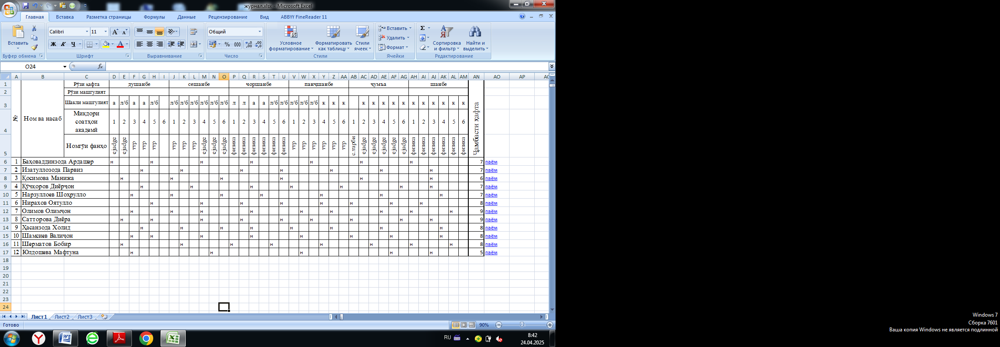 журнал.xlsx - Microsoft Excel
Главная Вставка Разметка страницы Формулы Данные Рецензирование Вид ABBYY FineReader 11
Вставить
Буфер обмена
Calibri 11
Ж К Ч
Шрифт
Выравнивание
Общий
% 000
Число
Условное форматирование
Форматировать как таблицу
Стили ячеек
Стили
Вставить
Удалить
Формат
Ячейки
Σ
Сортировка и фильтр
Найти и выделить
Редактирование
O24 fx
A B C D E F G H I J K L M N O P Q R S T U V W X Y Z AA AB AC AD AE AF AG AH AI AJ AK AL AM AN AO AP
1 Рӯзи ҳафта душанбе сешанбе чоршанбе панҷшанбе ҷумъа шанбе
2 Рӯзи машгулият
3 Шакли машгулият а л/б а а л/б л/б л/б л/б л/б л/б л/б л л а а л/б л/б л/б л/б л/б к к к к к к к к к к к к к к
№ Ном ва насаб
4 Миқдори соатҳои академӣ 1 2 3 4 5 6 1 2 3 4 5 6 1 2 3 4 5 6 1 2 3 4 5 6 1 2 3 4 5 6 1 2 3 4 5 6
5 Номгӯи фанҳо ejudge ejudge ттр ттр ттр ттр ттр ттр ejudge ejudge ejudge физика физика физика физика физика физика ттр ттр ттр ттр ттр ттр с.тарби ejudge ejudge ejudge ejudge ejudge физика физика физика физика физика физика
Ҷамбасти ҳафта
6 1 Баҳоваддинзода Ардашер н н н н н н н 7 паём
7 2 Изатуллозода Парвиз н н н н н н н 7 паём
8 3 Қосимова Манижа н н н н н н 6 паём
9 4 Қӯчқоров Диёрҷон н н н н н н н 7 паём
10 5 Нарзуллоев Шоҳрулло н н н н н н н 7 паём
11 6 Нирахов Оятулло н н н н н н н н 8 паём
12 7 Олимов Олимҷон н н н н н н н н н 9 паём
13 8 Сатторова Диёра н н н н н н н н н 9 паём
14 9 Ҳасанзода Холид н н н н н н н н 8 паём
15 10 Шамсиев Валиҷон н н н н н н н н 8 паём
16 11 Шерматов Бобир н н н н н н н н 8 паём
17 12 Юлдошева Мафтуна н н н н н 5 паём
18
19
20
21
22
23
24
Лист1 Лист2 Лист3
Готово 90%
RU 8:42
24.04.2025
Windows 7
Сборка 7601
Ваша копия Windows не является подлинной